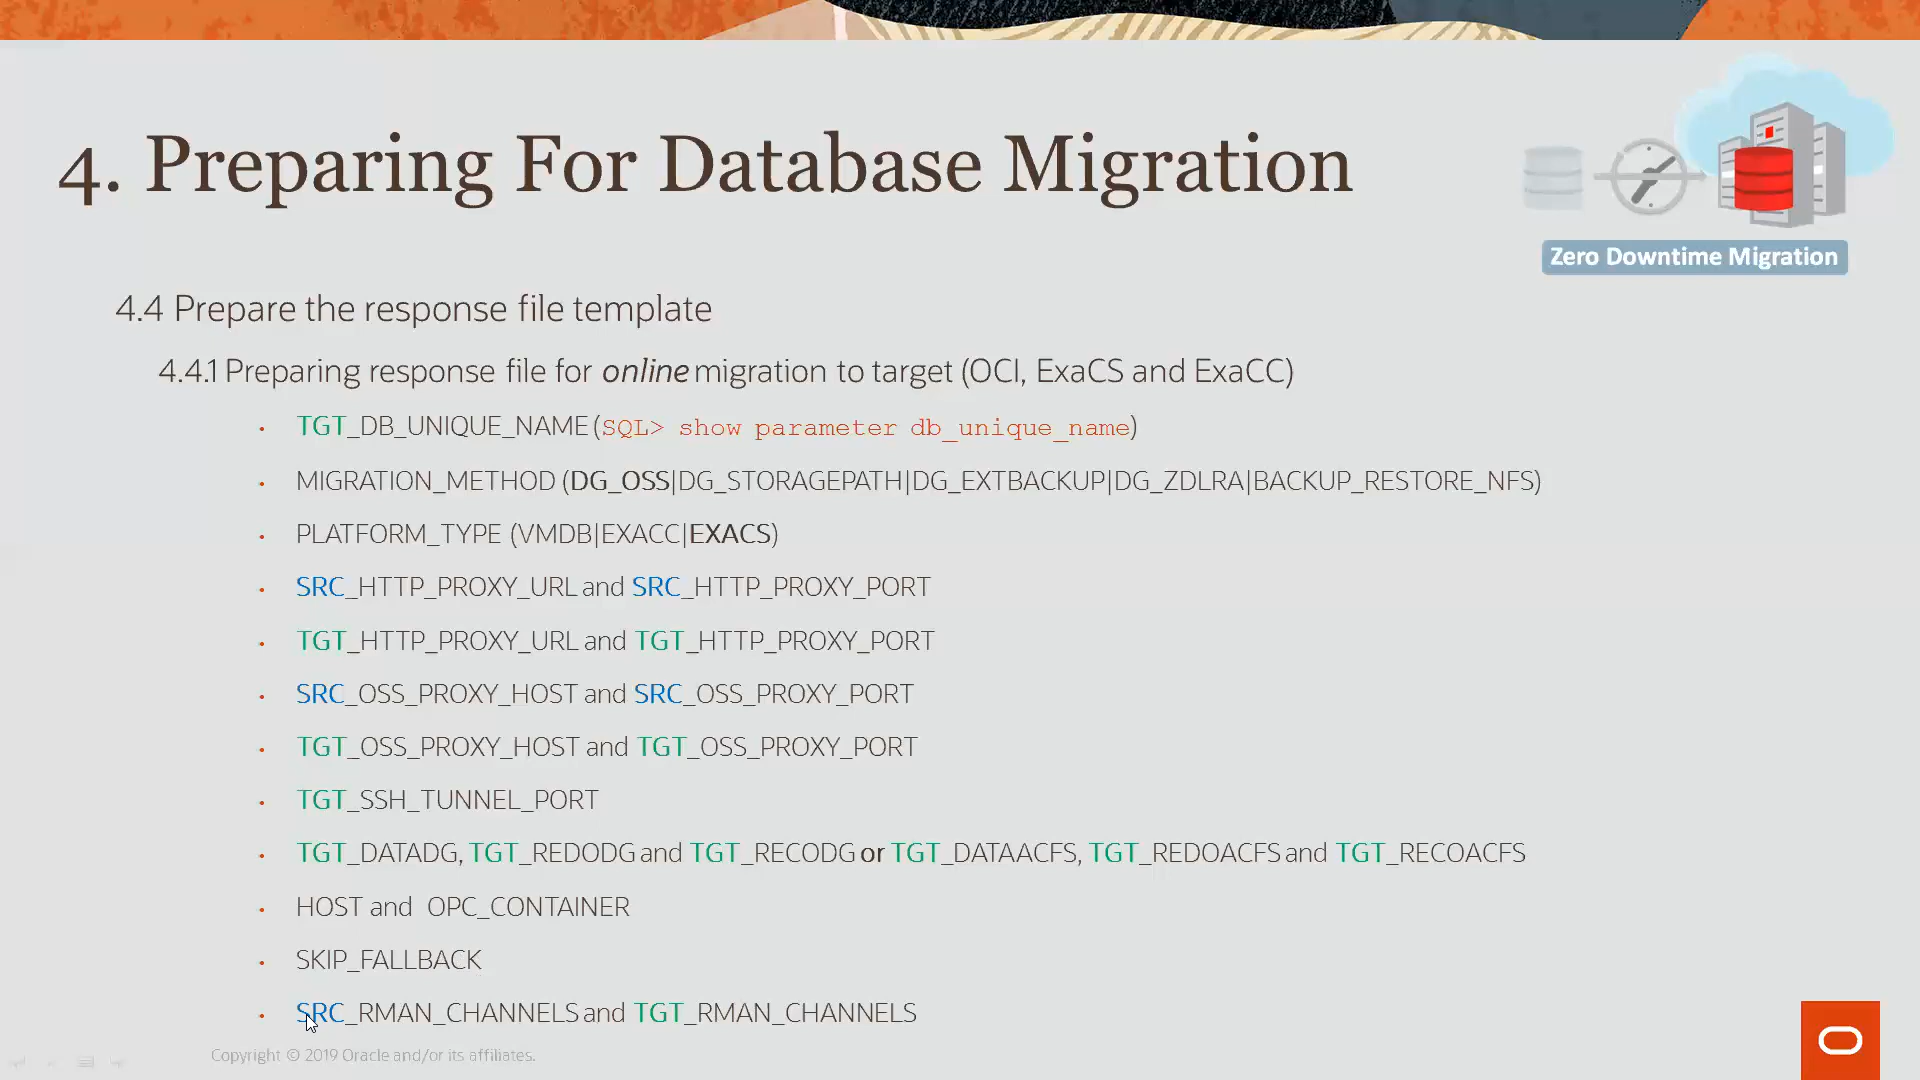 4. Preparing For Database Migration
Zero Downtime Migration
4.4 Prepare the response file template
4.4.1 Preparing response file for online migration to target (OCI, ExaCS and ExaCC)
• TGT_DB_UNIQUE_NAME (SQL> show parameter db_unique_name)
• MIGRATION_METHOD (DG_OSS|DG_STORAGEPATH|DG_EXTBACKUP|DG_ZDLRA|BACKUP_RESTORE_NFS)
• PLATFORM_TYPE (VMDB|EXACC|EXACS)
• SRC_HTTP_PROXY_URL and SRC_HTTP_PROXY_PORT
• TGT_HTTP_PROXY_URL and TGT_HTTP_PROXY_PORT
• SRC_OSS_PROXY_HOST and SRC_OSS_PROXY_PORT
• TGT_OSS_PROXY_HOST and TGT_OSS_PROXY_PORT
• TGT_SSH_TUNNEL_PORT
• TGT_DATADG, TGT_REDODG and TGT_RECODG or TGT_DATAACFS, TGT_REDOACFS and TGT_RECOACFS
• HOST and OPC_CONTAINER
• SKIP_FALLBACK
• SRC_RMAN_CHANNELS and TGT_RMAN_CHANNELS
Copyright © 2019 Oracle and/or its affiliates.